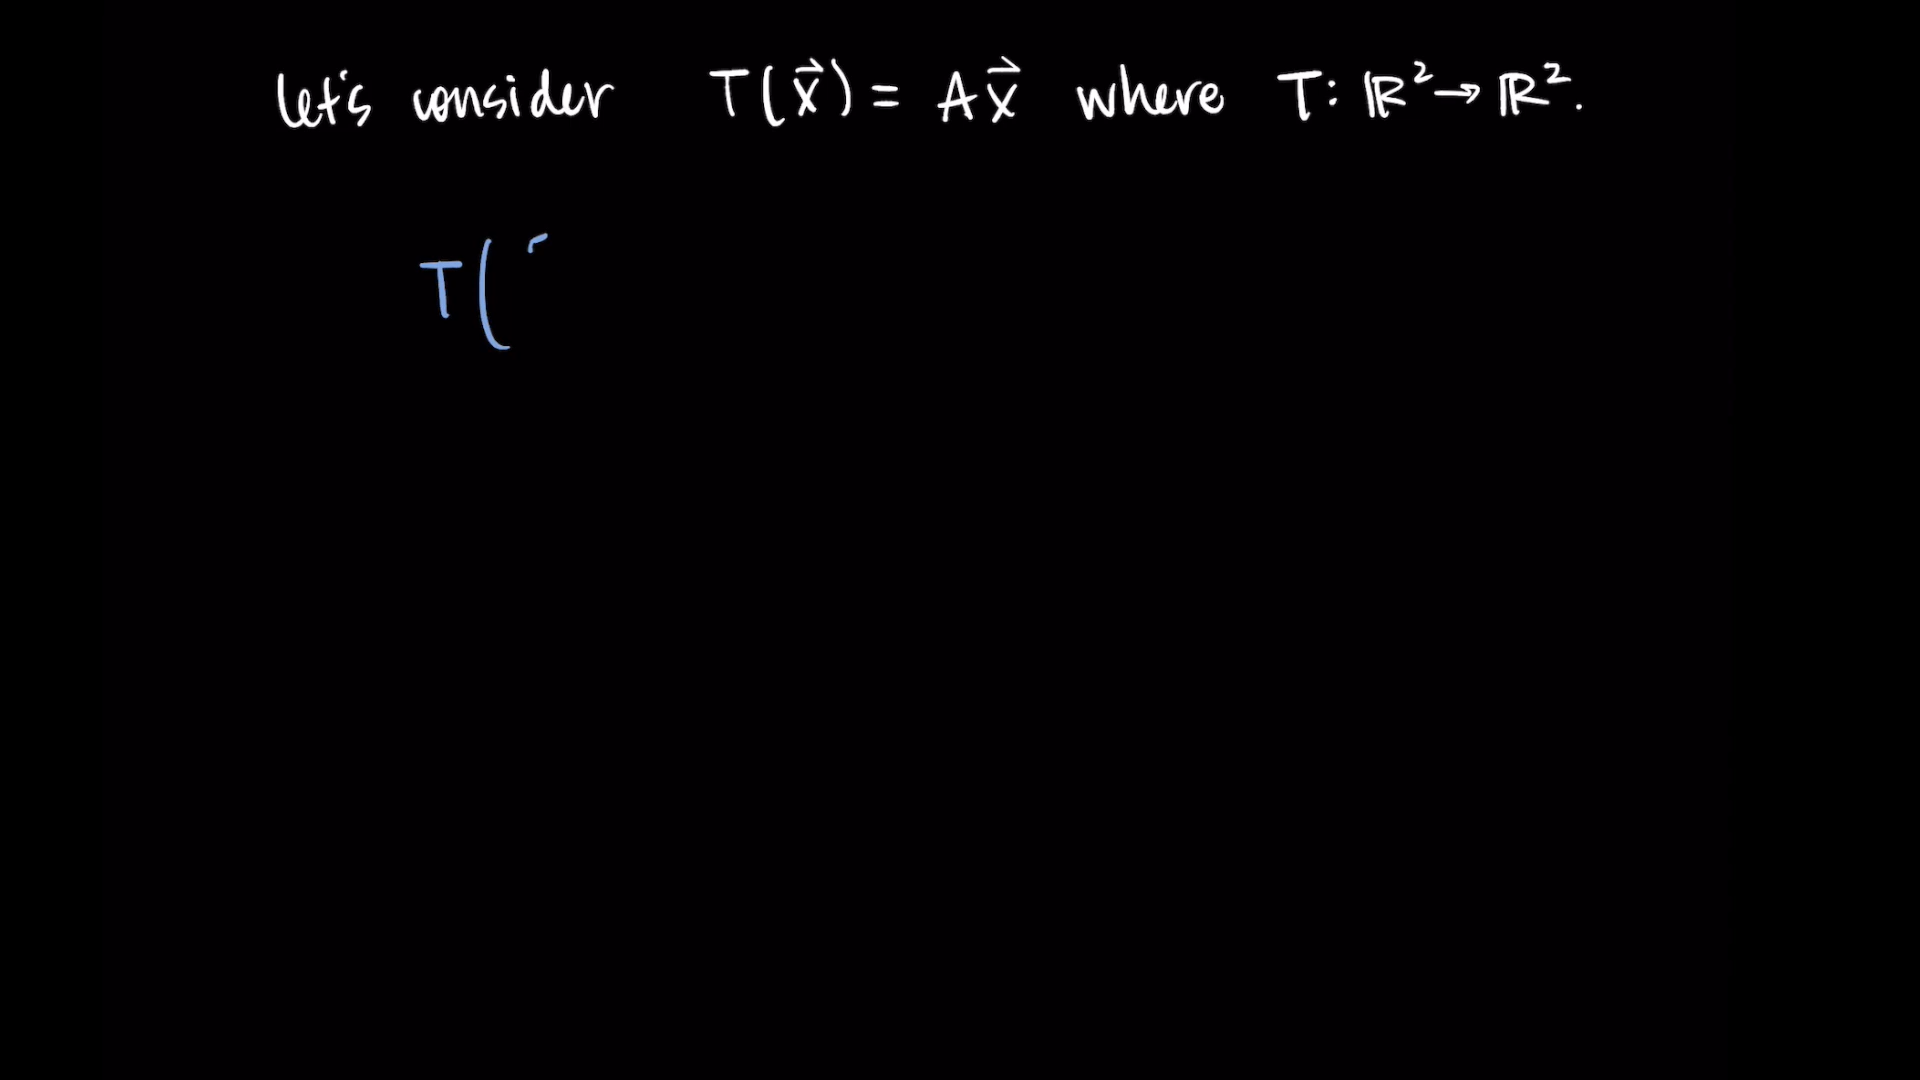 let's consider T(x⃗) = Ax⃗ where T: ℝ² → ℝ².
T(